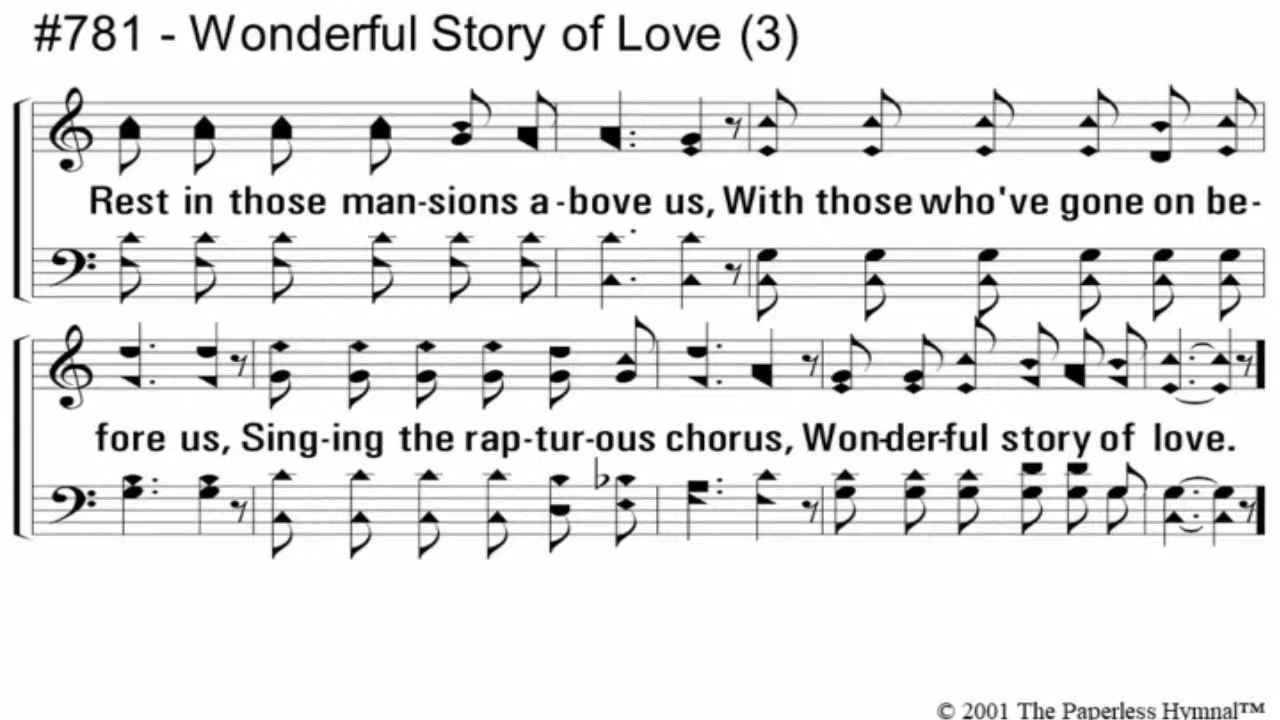 #781 - Wonderful Story of Love (3)
Rest in those man-sions a-bove us, With those who've gone on be-
fore us, Sing-ing the rap-tur-ous chorus, Won-der-ful story of love.
© 2001 The Paperless Hymnal™